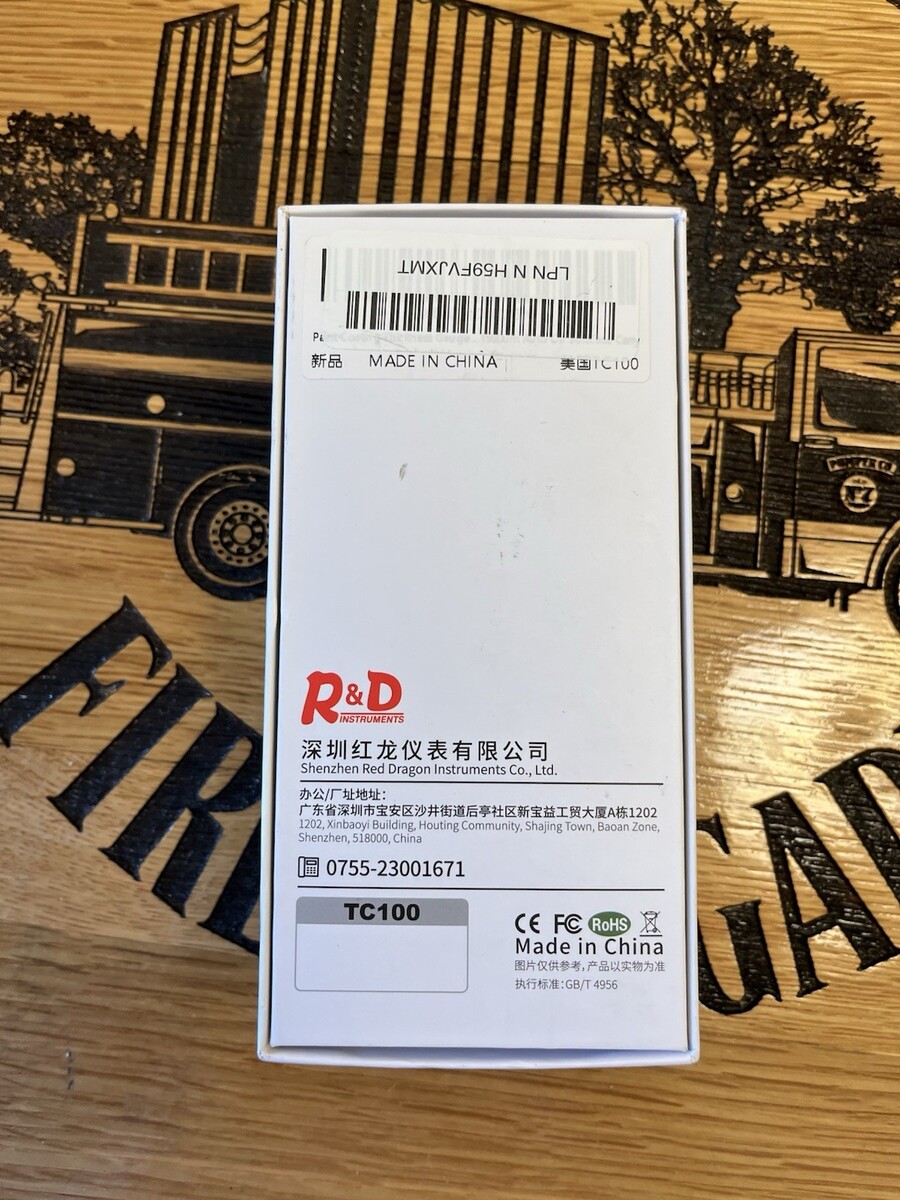 LPN N H59FVJXMT
新品 MADE IN CHINA 美国TC100
R&D
INSTRUMENTS
深圳红龙仪表有限公司
Shenzhen Red Dragon Instruments Co., Ltd.
办公/厂址地址：
广东省深圳市宝安区沙井街道后亭社区新宝益工贸大厦A栋1202
1202, Xinbaoyi Building, Houting Community, Shajing Town, Baoan Zone,
Shenzhen, 518000, China
0755-23001671
TC100
CE FC RoHS
Made in China
图片仅供参考，产品以实物为准
执行标准：GB/T 4956